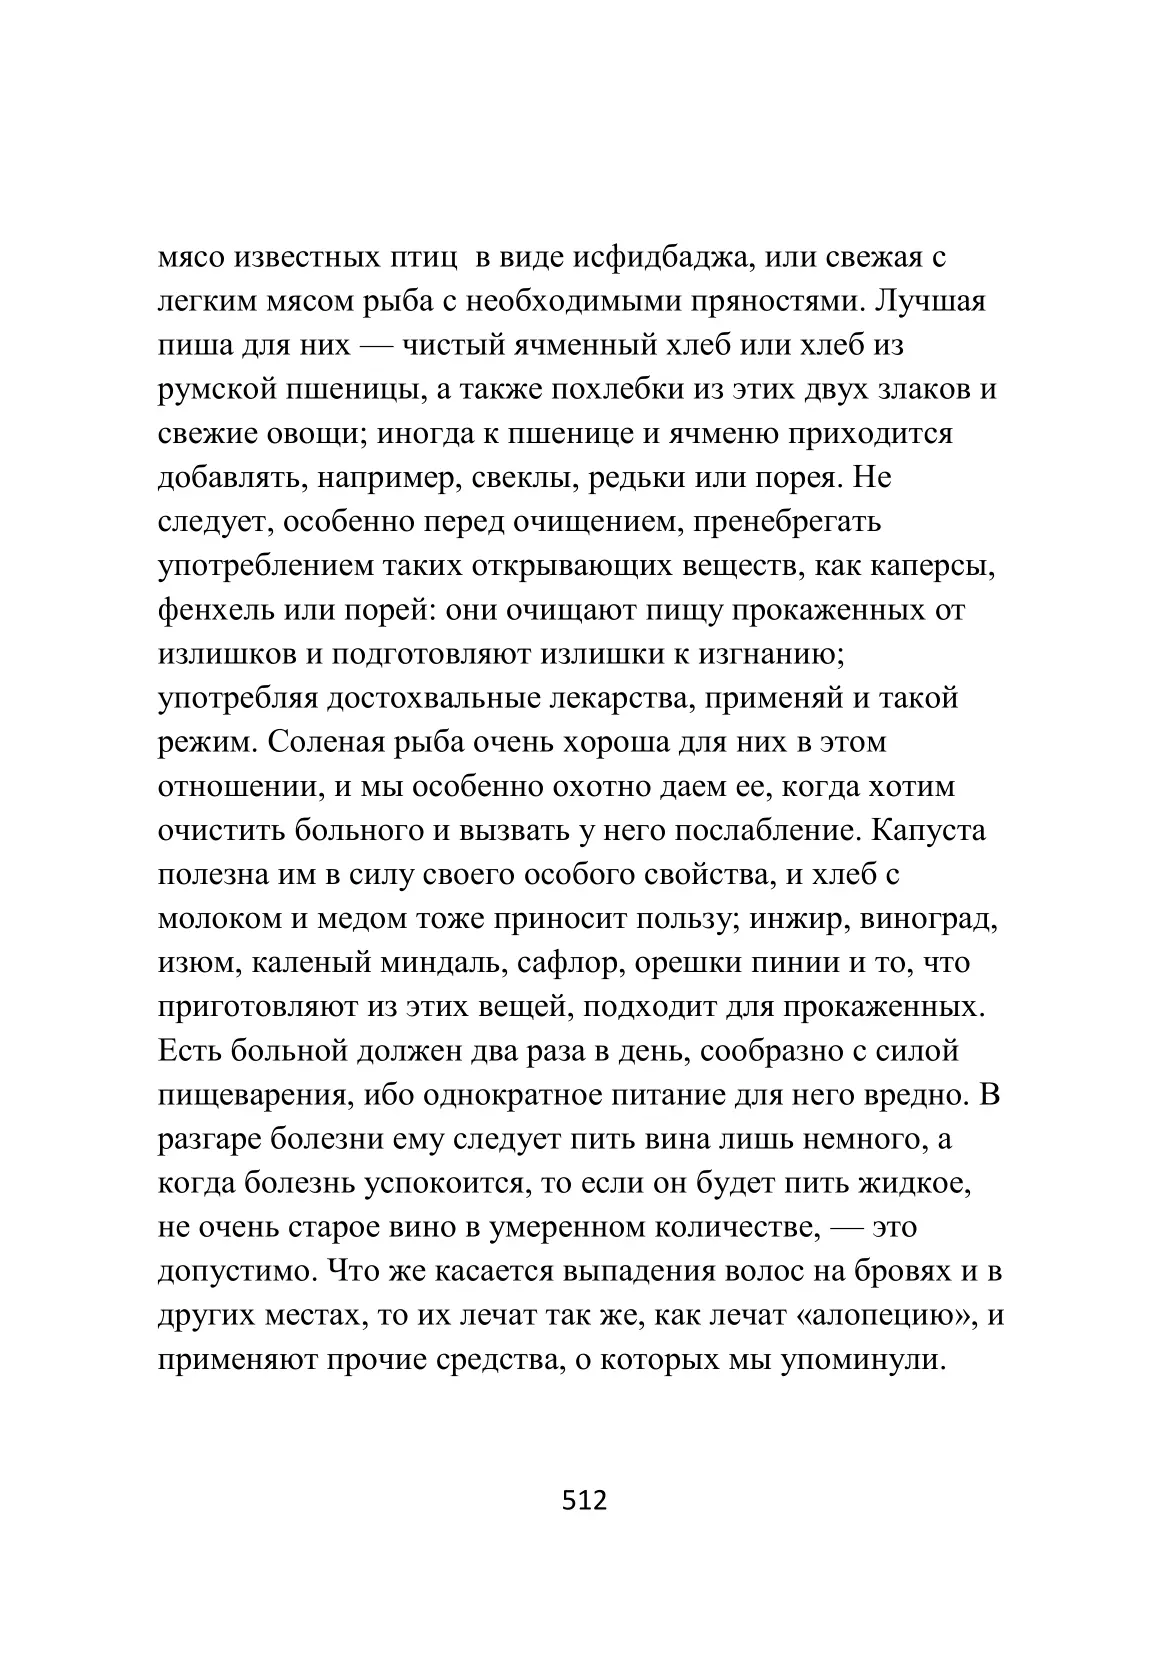 мясо известных птиц  в виде исфидбаджа, или свежая с
легким мясом рыба с необходимыми пряностями. Лучшая
пиша для них — чистый ячменный хлеб или хлеб из
румской пшеницы, а также похлебки из этих двух злаков и
свежие овощи; иногда к пшенице и ячменю приходится
добавлять, например, свеклы, редьки или порея. Не
следует, особенно перед очищением, пренебрегать
употреблением таких открывающих веществ, как каперсы,
фенхель или порей: они очищают пищу прокаженных от
излишков и подготовляют излишки к изгнанию;
употребляя достохвальные лекарства, применяй и такой
режим. Соленая рыба очень хороша для них в этом
отношении, и мы особенно охотно даем ее, когда хотим
очистить больного и вызвать у него послабление. Капуста
полезна им в силу своего особого свойства, и хлеб с
молоком и медом тоже приносит пользу; инжир, виноград,
изюм, каленый миндаль, сафлор, орешки пинии и то, что
приготовляют из этих вещей, подходит для прокаженных.
Есть больной должен два раза в день, сообразно с силой
пищеварения, ибо однократное питание для него вредно. В
разгаре болезни ему следует пить вина лишь немного, а
когда болезнь успокоится, то если он будет пить жидкое,
не очень старое вино в умеренном количестве, — это
допустимо. Что же касается выпадения волос на бровях и в
других местах, то их лечат так же, как лечат «алопецию», и
применяют прочие средства, о которых мы упоминули.
512